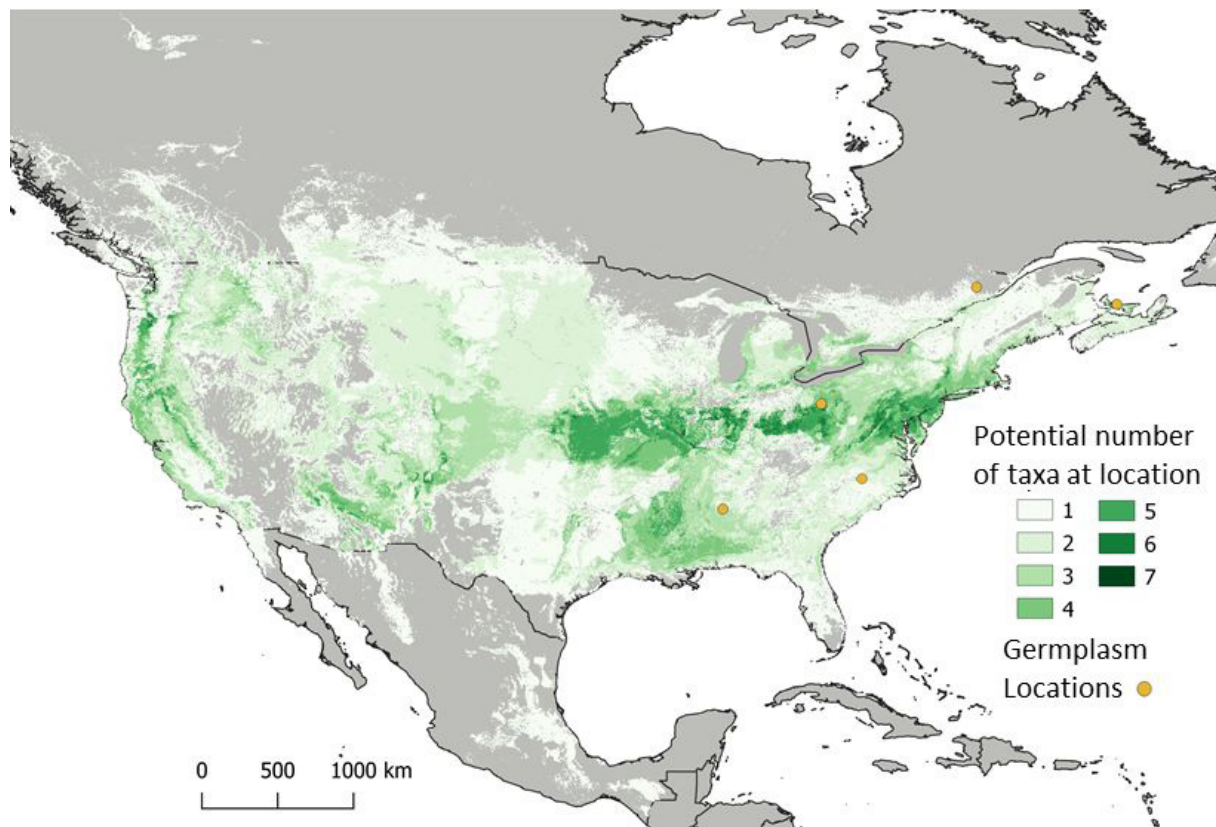 Potential number
of taxa at location
1 5
2 6
3 7
4
Germplasm
Locations
0 500 1000 km